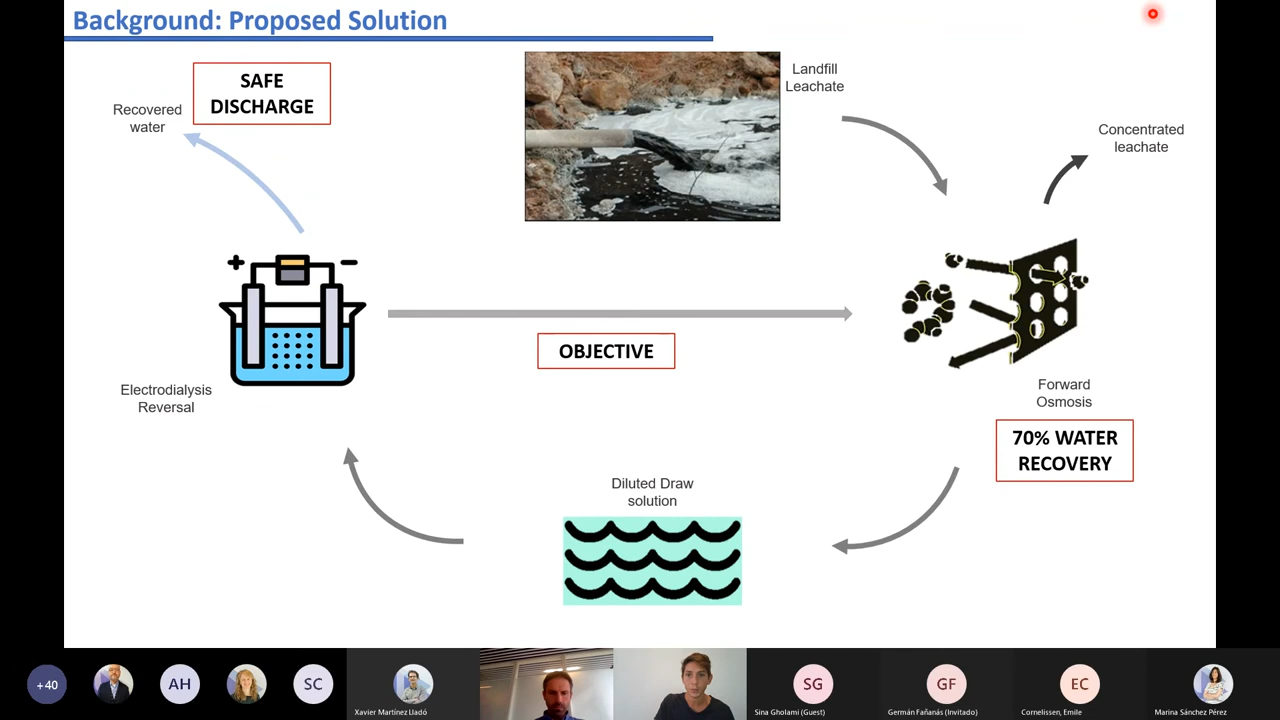 Background: Proposed Solution
SAFE
DISCHARGE
Recovered
water
Landfill
Leachate
Concentrated
leachate
OBJECTIVE
Electrodialysis
Reversal
Forward
Osmosis
70% WATER
RECOVERY
Diluted Draw
solution
+40
AH
SC
Xavier Martínez Lladó
SG
Sina Gholami (Guest)
GF
Germán Fañanás (Invitado)
EC
Cornelissen, Emile
Marina Sánchez Pérez